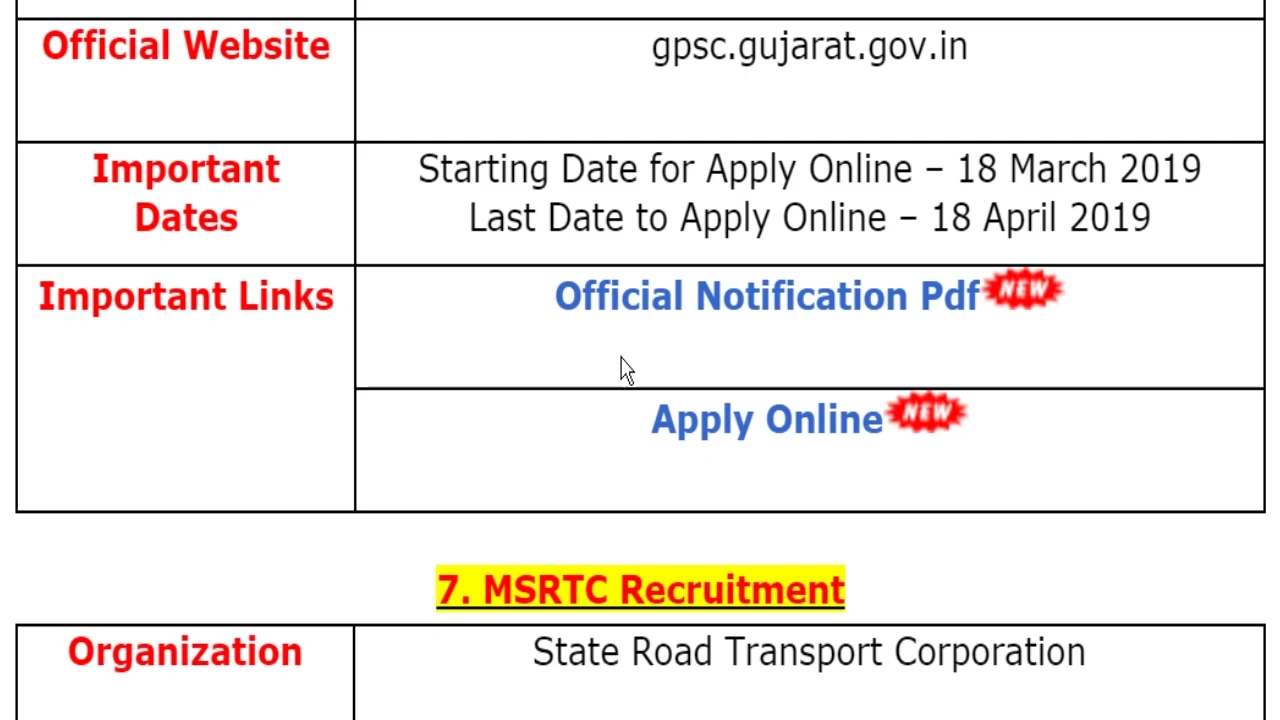 Official Website
gpsc.gujarat.gov.in
Important
Dates
Starting Date for Apply Online – 18 March 2019
Last Date to Apply Online – 18 April 2019
Important Links
Official Notification Pdf NEW
Apply Online NEW
7. MSRTC Recruitment
Organization
State Road Transport Corporation